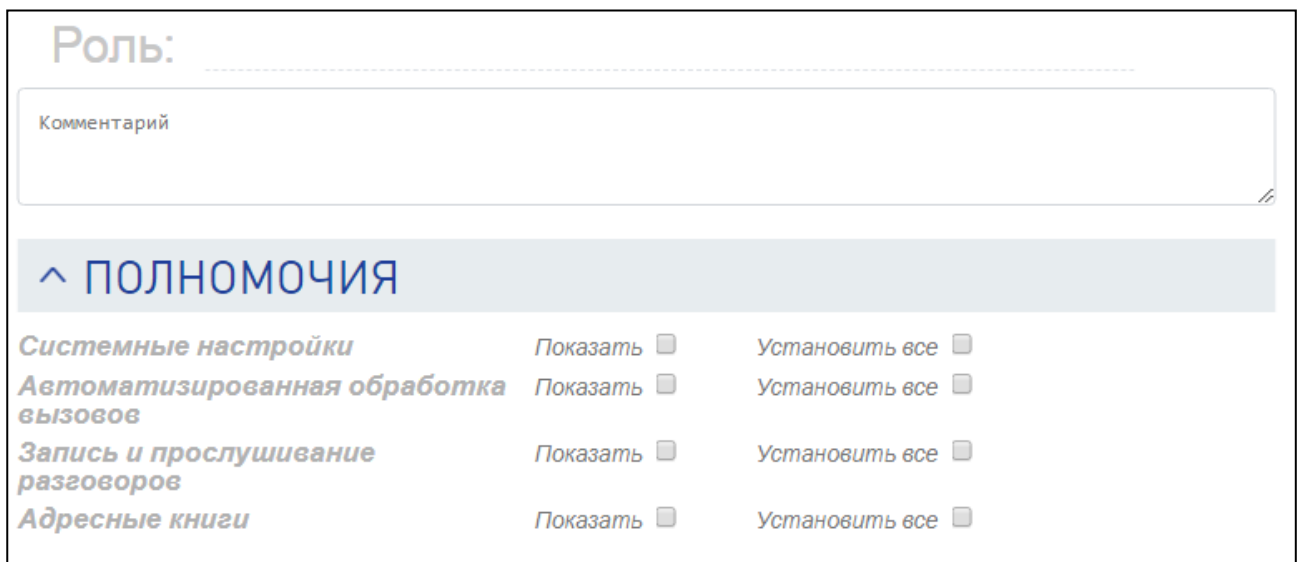 Роль:
Комментарий
ПОЛНОМОЧИЯ
Системные настройки Показать Установить все
Автоматизированная обработка Показать Установить все
вызовов
Запись и прослушивание Показать Установить все
разговоров
Адресные книги Показать Установить все